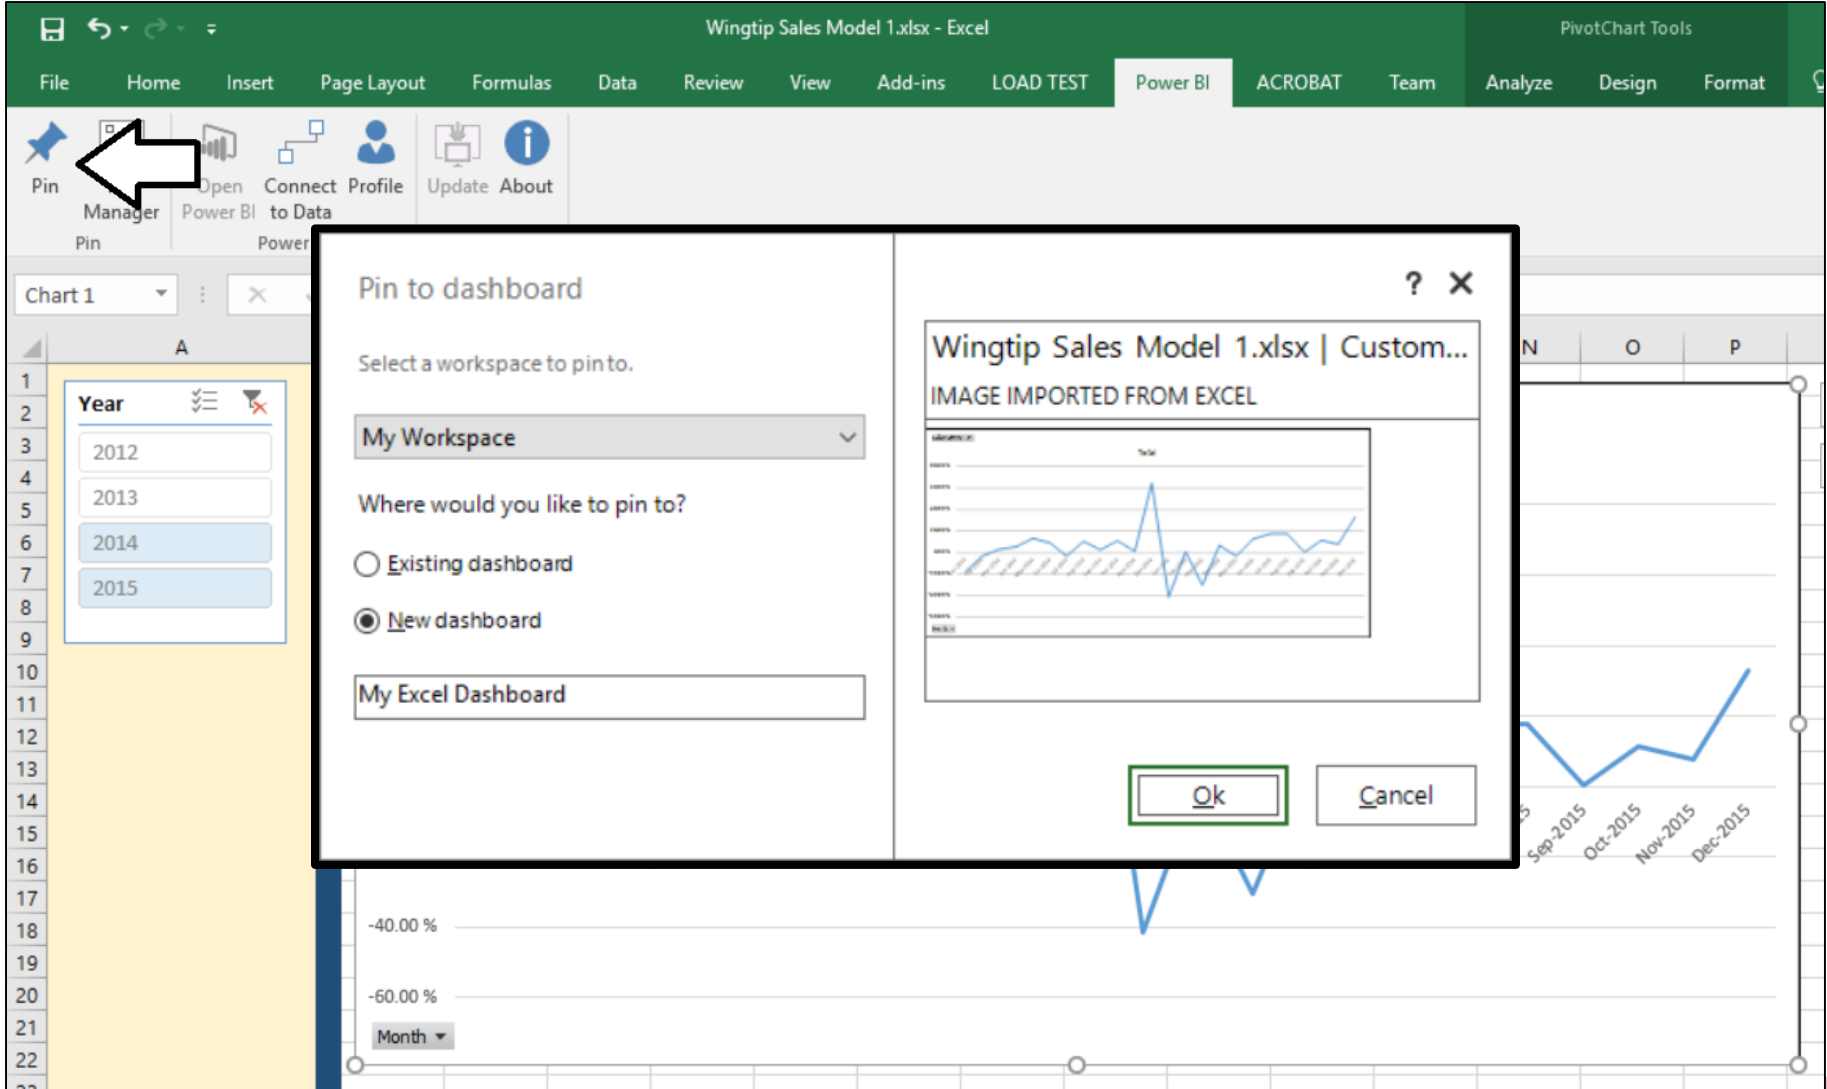 Wingtip Sales Model 1.xlsx - Excel
PivotChart Tools
File Home Insert Page Layout Formulas Data Review View Add-ins LOAD TEST Power BI ACROBAT Team Analyze Design Format
Pin
Manager
Open
Power BI
Connect
to Data
Profile
Update
About
Pin
Power
Chart 1
A
N O P
1
2
3
4
5
6
7
8
9
10
11
12
13
14
15
16
17
18
19
20
21
22
Year
2012
2013
2014
2015
Pin to dashboard
Select a workspace to pin to.
My Workspace
Where would you like to pin to?
Existing dashboard
New dashboard
My Excel Dashboard
? 
Wingtip Sales Model 1.xlsx | Custom...
IMAGE IMPORTED FROM EXCEL
Total
Ok
Cancel
Sep-2015
Oct-2015
Nov-2015
Dec-2015
-40.00 %
-60.00 %
Month